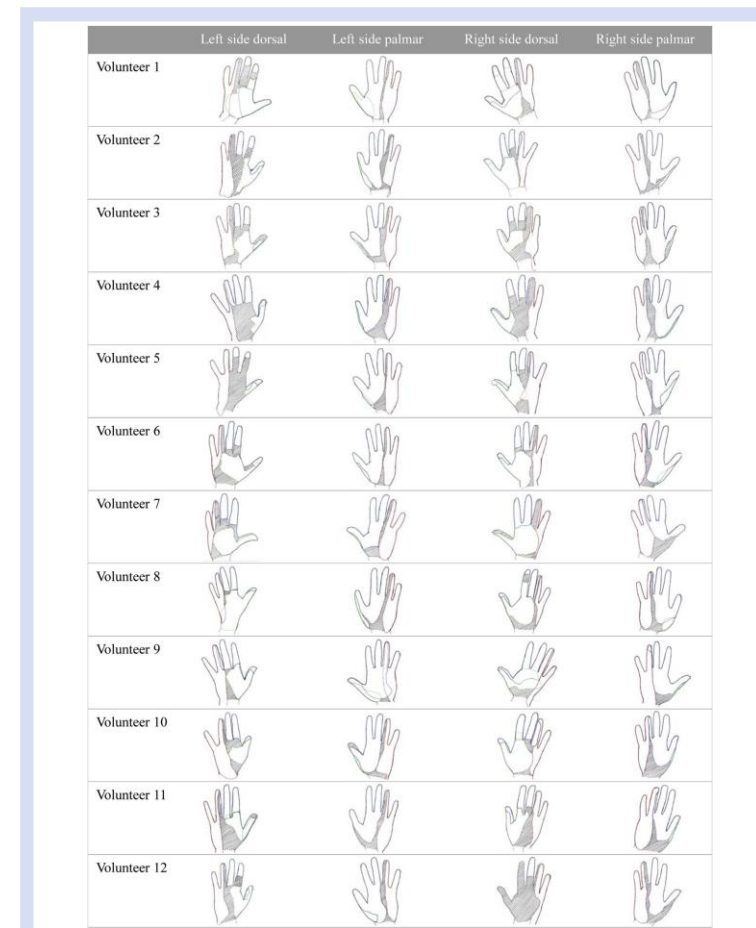 Left side dorsal Left side palmar Right side dorsal Right side palmar
Volunteer 1
Volunteer 2
Volunteer 3
Volunteer 4
Volunteer 5
Volunteer 6
Volunteer 7
Volunteer 8
Volunteer 9
Volunteer 10
Volunteer 11
Volunteer 12